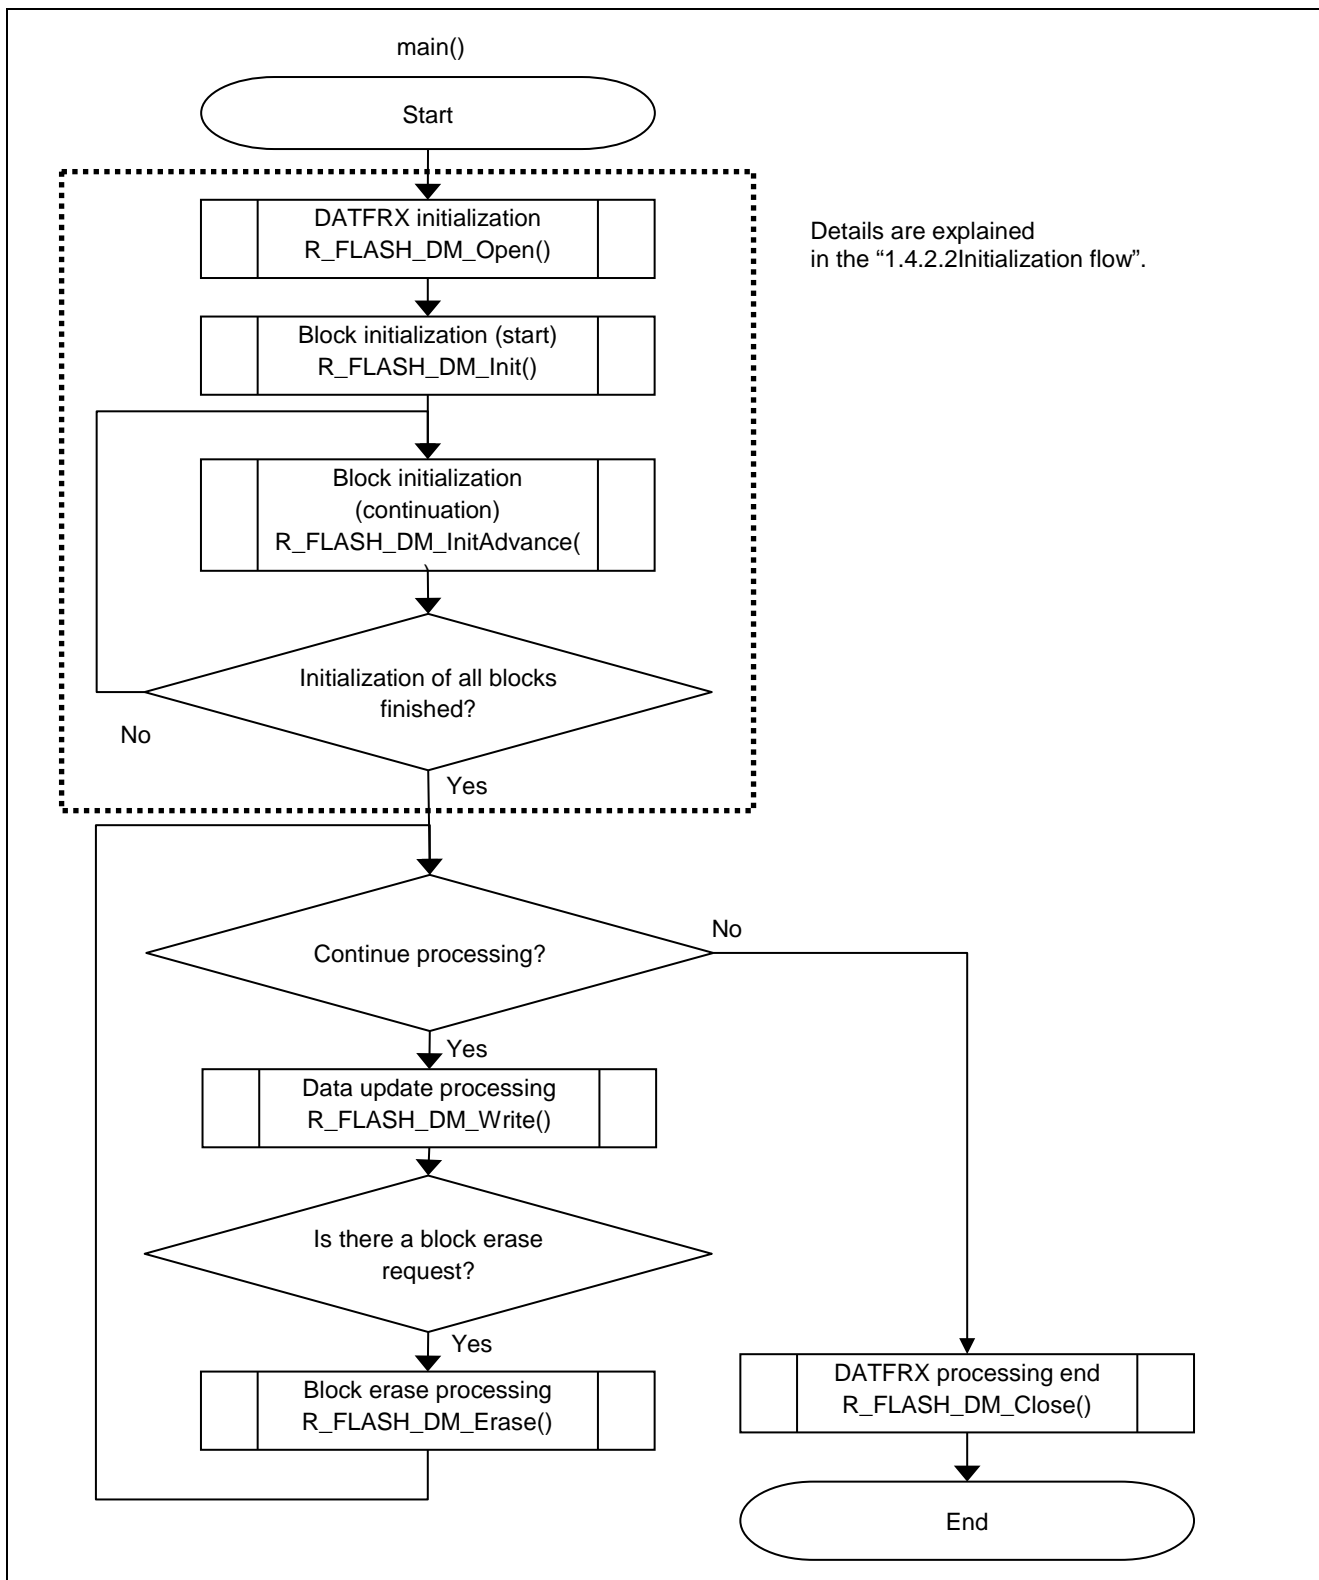 main()
Start
DATFRX initialization
R_FLASH_DM_Open()
Details are explained
in the “1.4.2.2Initialization flow”.
Block initialization (start)
R_FLASH_DM_Init()
Block initialization
(continuation)
R_FLASH_DM_InitAdvance(
Initialization of all blocks
finished?
No
Yes
Continue processing?
No
Yes
Data update processing
R_FLASH_DM_Write()
Is there a block erase
request?
Yes
Block erase processing
R_FLASH_DM_Erase()
DATFRX processing end
R_FLASH_DM_Close()
End